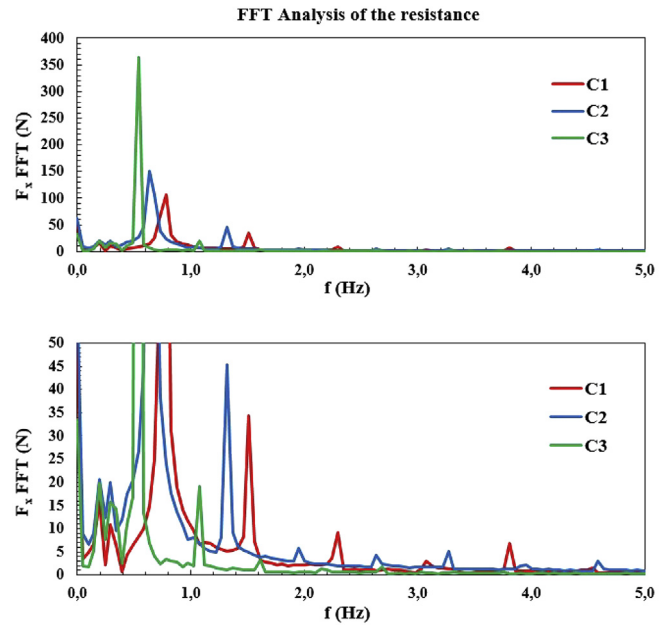 FFT Analysis of the resistance
400
350
300
250
200
150
100
50
0
Fₓ FFT (N)
C1
C2
C3
0,0 1,0 2,0 3,0 4,0 5,0
f (Hz)
50
45
40
35
30
25
20
15
10
5
0
Fₓ FFT (N)
C1
C2
C3
0,0 1,0 2,0 3,0 4,0 5,0
f (Hz)